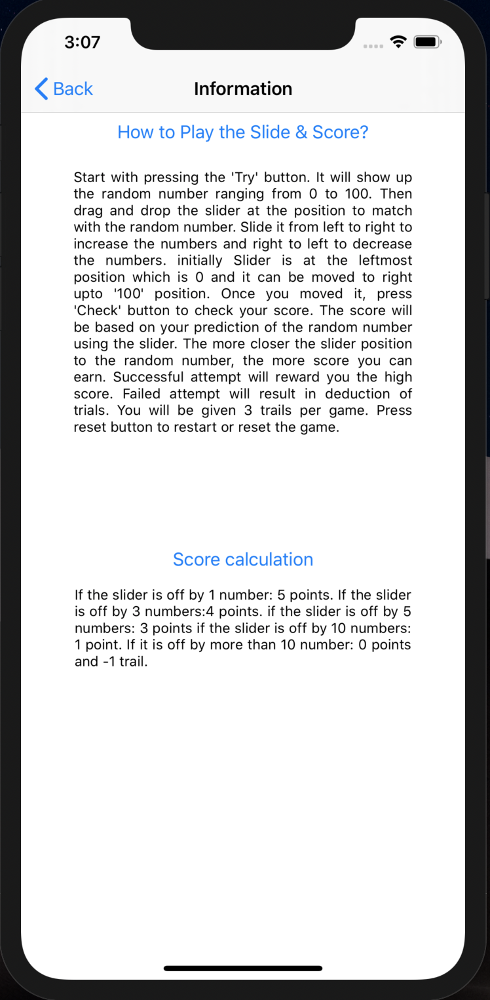 3:07
Back
Information
How to Play the Slide & Score?
Start with pressing the 'Try' button. It will show up
the random number ranging from 0 to 100. Then
drag and drop the slider at the position to match
with the random number. Slide it from left to right to
increase the numbers and right to left to decrease
the numbers. initially Slider is at the leftmost
position which is 0 and it can be moved to right
upto '100' position. Once you moved it, press
'Check' button to check your score. The score will
be based on your prediction of the random number
using the slider. The more closer the slider position
to the random number, the more score you can
earn. Successful attempt will reward you the high
score. Failed attempt will result in deduction of
trials. You will be given 3 trails per game. Press
reset button to restart or reset the game.
Score calculation
If the slider is off by 1 number: 5 points. If the slider
is off by 3 numbers:4 points. if the slider is off by 5
numbers: 3 points if the slider is off by 10 numbers:
1 point. If it is off by more than 10 number: 0 points
and -1 trail.